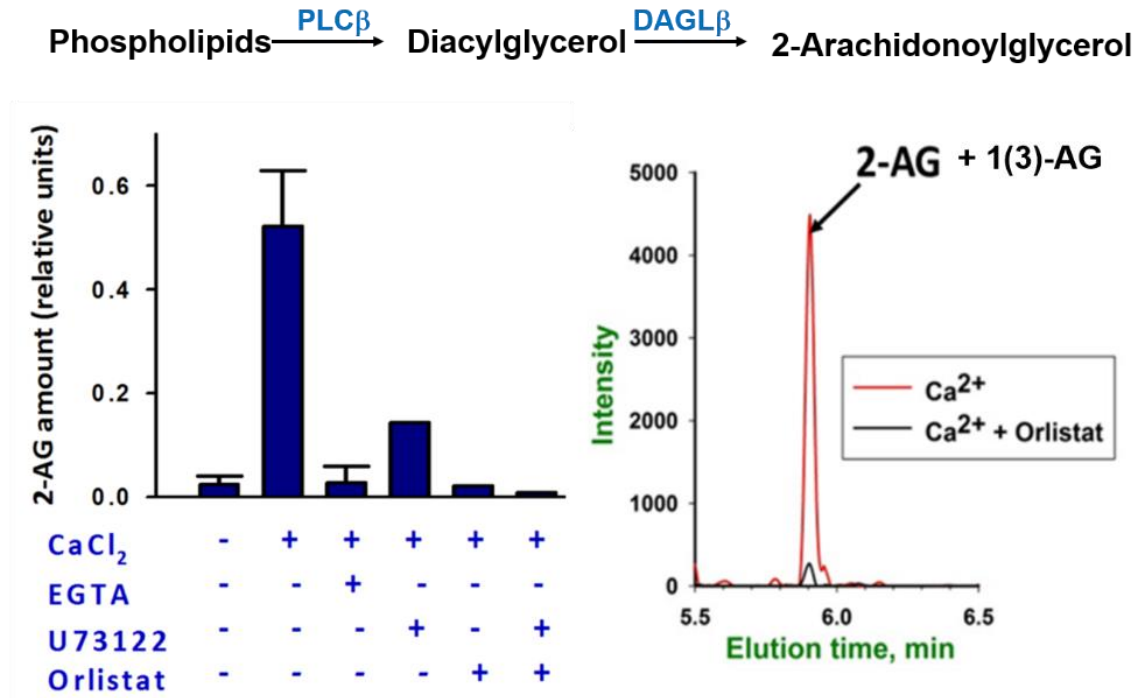 PLCβ DAGLβ
Phospholipids Diacylglycerol 2-Arachidonoylglycerol
2-AG amount (relative units)
0.6
0.4
0.2
0.0
CaCl2 - + + + + +
EGTA - - + - - -
U73122 - - - + - +
Orlistat - - - - + +
2-AG + 1(3)-AG
Intensity
5000
4000
3000
2000
1000
0
Ca2+
Ca2+ + Orlistat
5.5 6.0 6.5
Elution time, min